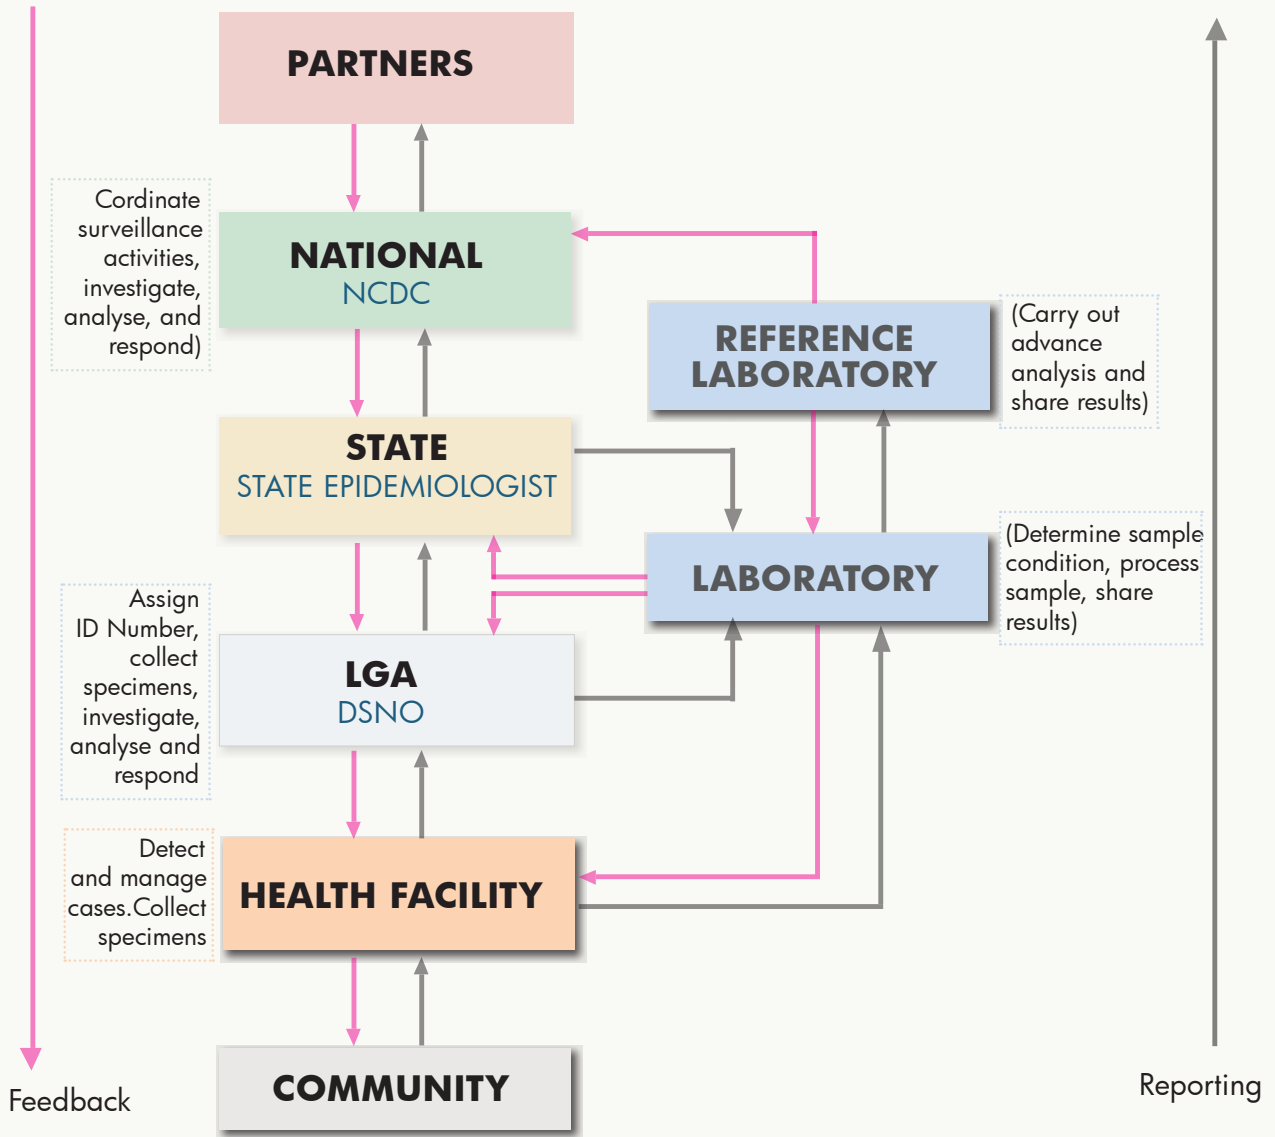 PARTNERS
Cordinate
surveillance
activities,
investigate,
analyse, and
respond)
NATIONAL
NCDC
REFERENCE
LABORATORY
(Carry out
advance
analysis and
share results)
STATE
STATE EPIDEMIOLOGIST
LABORATORY
(Determine sample
condition, process
sample, share
results)
Assign
ID Number,
collect
specimens,
investigate,
analyse and
respond
LGA
DSNO
Detect
and manage
cases.Collect
specimens
HEALTH FACILITY
COMMUNITY
Feedback
Reporting